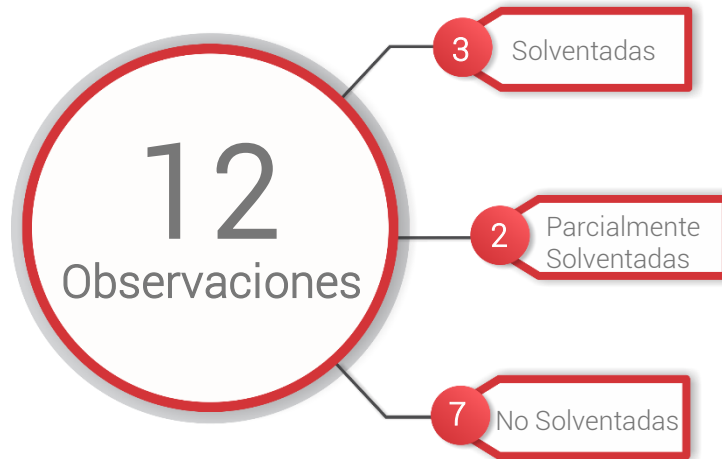 12
Observaciones
3
Solventadas
2
Parcialmente
Solventadas
7
No Solventadas